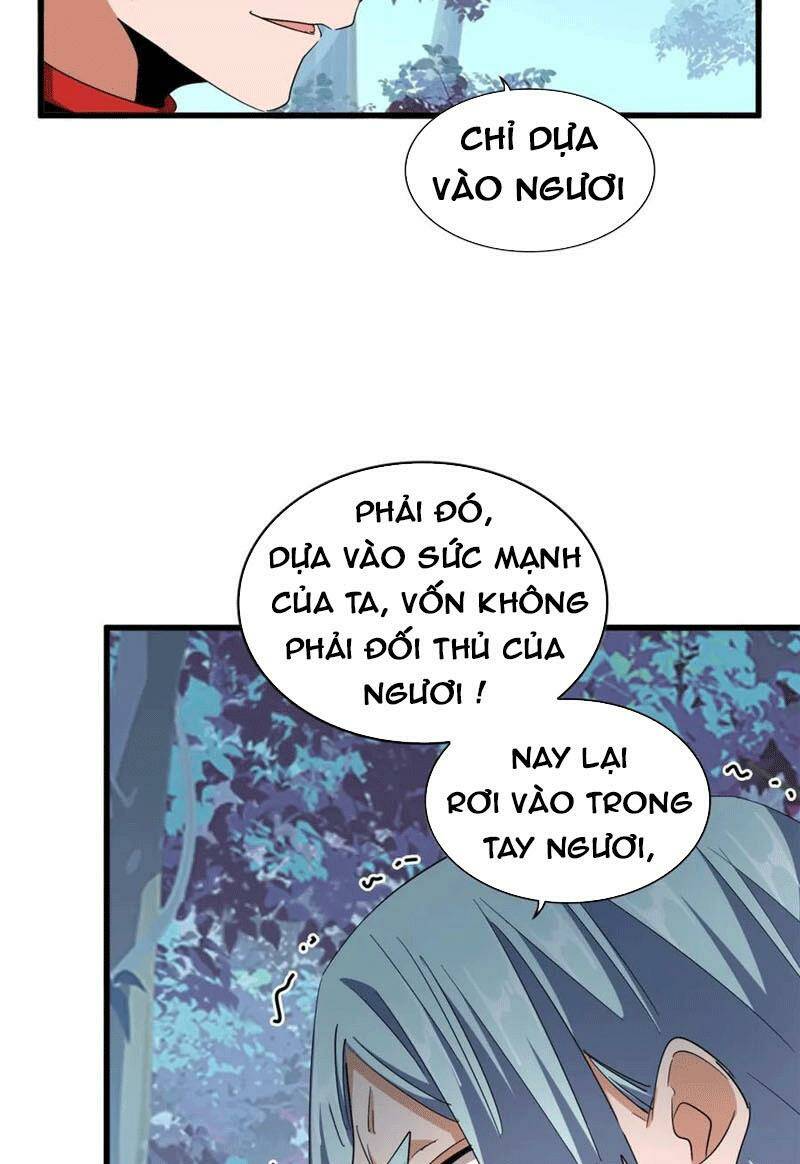 CHỈ DỰA
VÀO NGƯƠI
PHẢI ĐÓ,
DỰA VÀO SỨC MẠNH
CỦA TA, VỐN KHÔNG
PHẢI ĐỐI THỦ CỦA
NGƯƠI !
NAY LẠI
RƠI VÀO TRONG
TAY NGƯƠI,